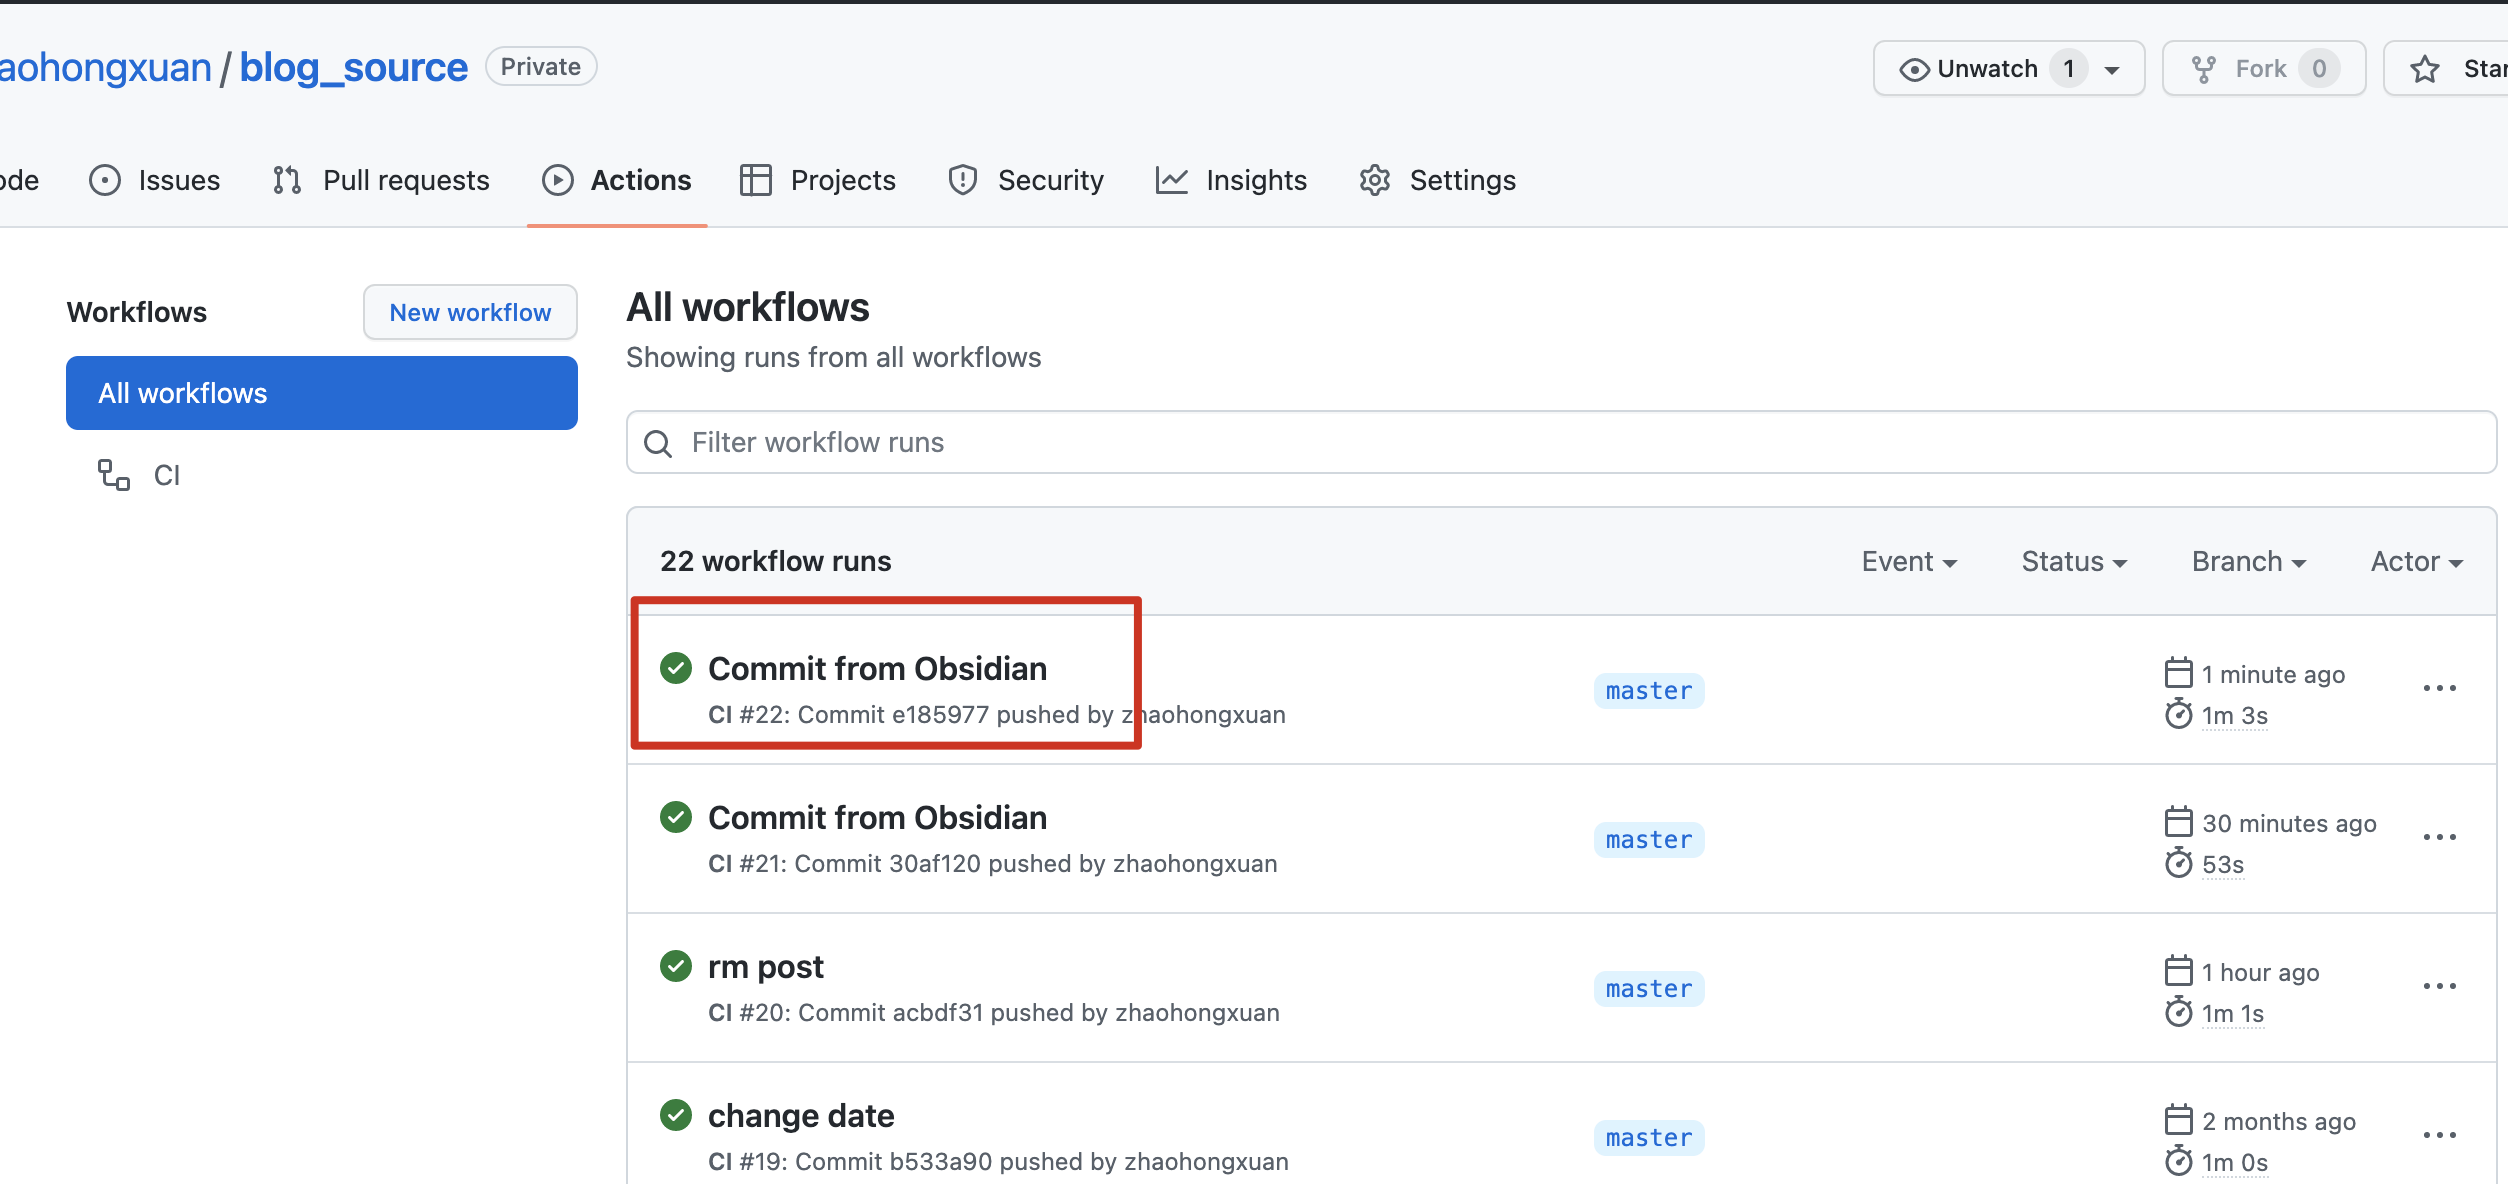 aohongxuan / blog_source Private Unwatch 1 Fork 0 Star
ode Issues Pull requests Actions Projects Security Insights Settings
Workflows New workflow
All workflows
CI
All workflows
Showing runs from all workflows
Filter workflow runs
22 workflow runs Event Status Branch Actor
Commit from Obsidian
CI #22: Commit e185977 pushed by zhaohongxuan
master
1 minute ago
1m 3s
Commit from Obsidian
CI #21: Commit 30af120 pushed by zhaohongxuan
master
30 minutes ago
53s
rm post
CI #20: Commit acbdf31 pushed by zhaohongxuan
master
1 hour ago
1m 1s
change date
CI #19: Commit b533a90 pushed by zhaohongxuan
master
2 months ago
1m 0s